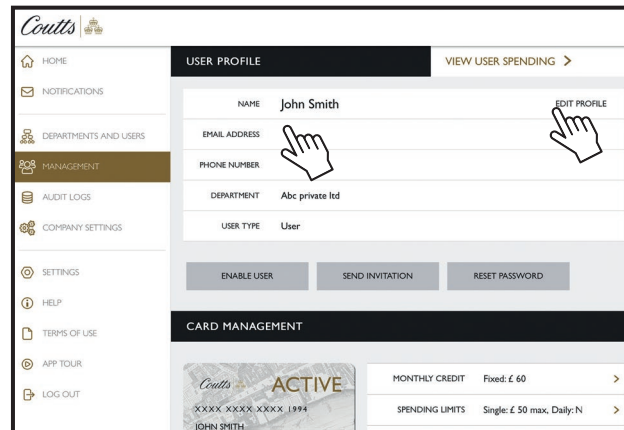 Coutts
HOME
NOTIFICATIONS
DEPARTMENTS AND USERS
MANAGEMENT
AUDIT LOGS
COMPANY SETTINGS
SETTINGS
HELP
TERMS OF USE
APP TOUR
LOG OUT
USER PROFILE
VIEW USER SPENDING >
NAME John Smith EDIT PROFILE
EMAIL ADDRESS
PHONE NUMBER
DEPARTMENT Abc private ltd
USER TYPE User
ENABLE USER SEND INVITATION RESET PASSWORD
CARD MANAGEMENT
Coutts ACTIVE
XXXX XXXX XXXX 1994
JOHN SMITH
MONTHLY CREDIT Fixed: £ 60 >
SPENDING LIMITS Single: £ 50 max, Daily: N >